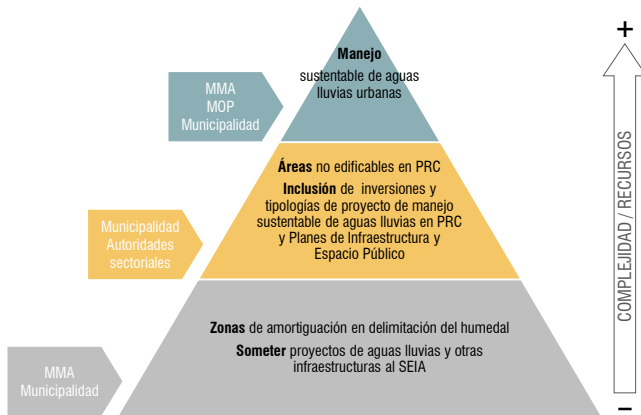 Manejo
sustentable de aguas
lluvias urbanas
MMA
MOP
Municipalidad
Áreas no edificables en PRC
Inclusión de inversiones y
tipologías de proyecto de manejo
sustentable de aguas lluvias en PRC
y Planes de Infraestructura y
Espacio Público
Municipalidad
Autoridades
sectoriales
Zonas de amortiguación en delimitación del humedal
Someter proyectos de aguas lluvias y otras
infraestructuras al SEIA
MMA
Municipalidad
+
COMPLEJIDAD / RECURSOS
–